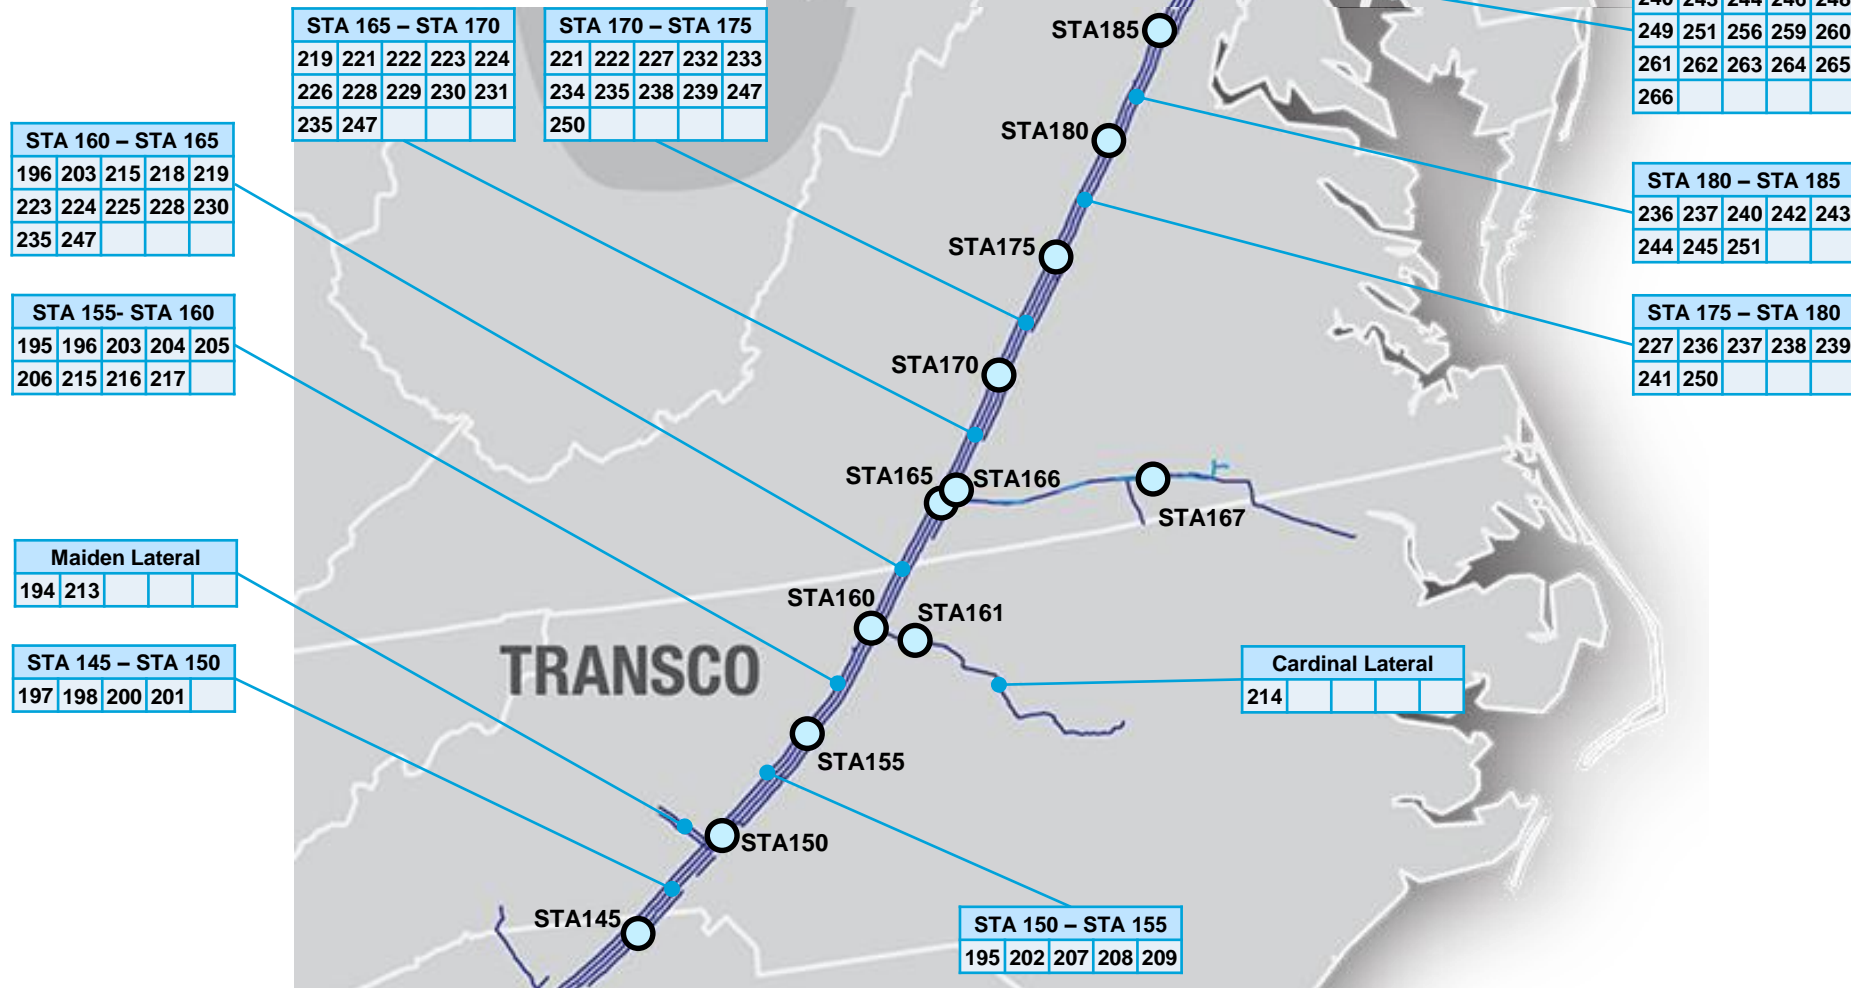 STA 165 – STA 170
219 221 222 223 224
226 228 229 230 231
235 247
STA 170 – STA 175
221 222 227 232 233
234 235 238 239 247
250
249 251 256 259 260
261 262 263 264 265
266
STA 160 – STA 165
196 203 215 218 219
223 224 225 228 230
235 247
STA 180 – STA 185
236 237 240 242 243
244 245 251
STA 155- STA 160
195 196 203 204 205
206 215 216 217
STA 175 – STA 180
227 236 237 238 239
241 250
Maiden Lateral
194 213
STA 145 – STA 150
197 198 200 201
Cardinal Lateral
214
STA 150 – STA 155
195 202 207 208 209
STA185
STA180
STA175
STA170
STA165
STA166
STA167
STA160
STA161
TRANSCO
STA155
STA150
STA145